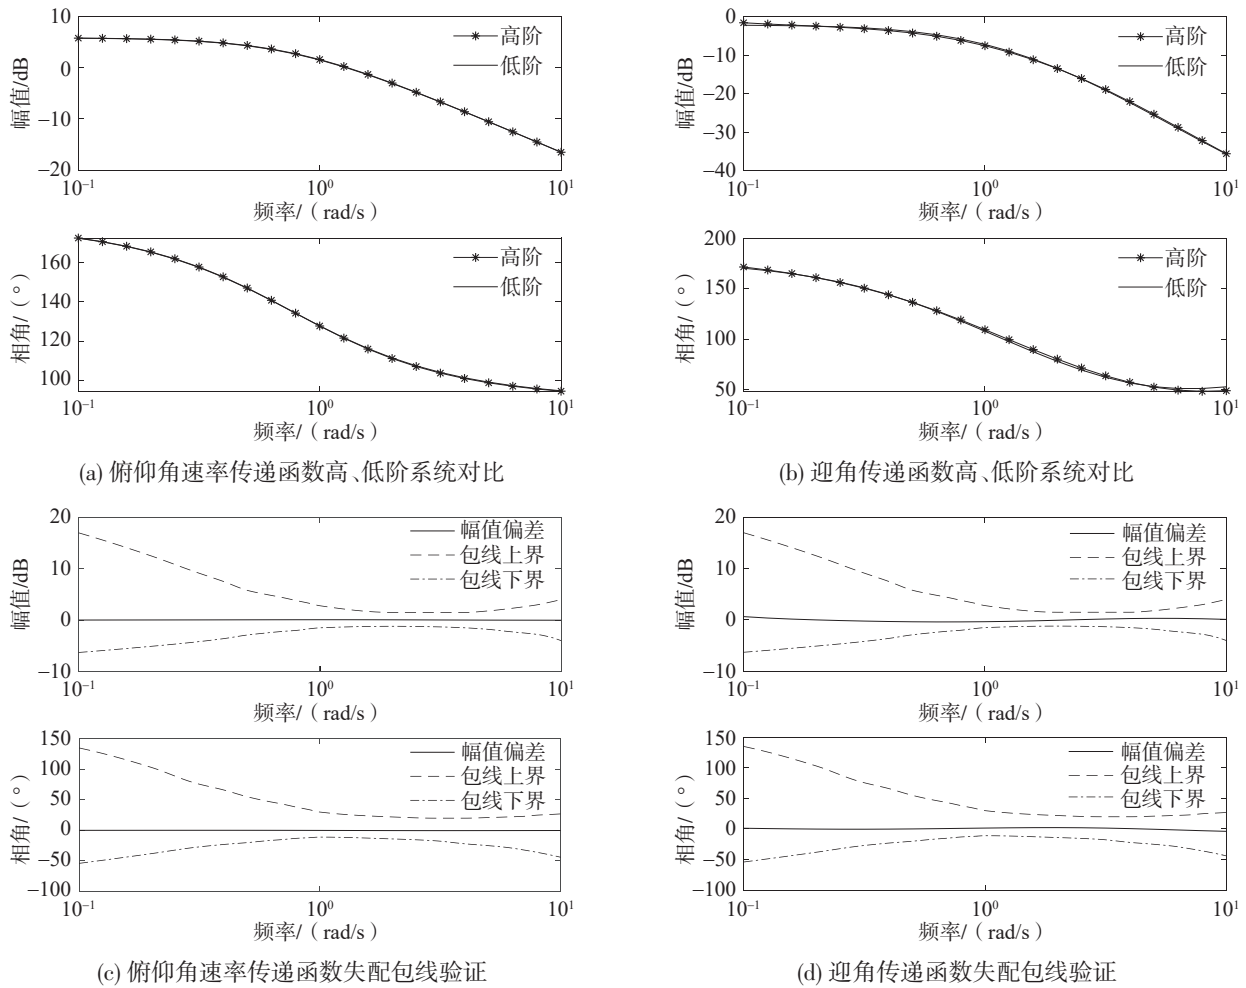 10
0
−10
−20
幅值/dB
高阶
低阶
10⁻¹
10⁰
10¹
频率/（rad/s）
160
140
120
100
相角/（°）
高阶
低阶
10⁻¹
10⁰
10¹
频率/（rad/s）
(a) 俯仰角速率传递函数高、低阶系统对比
0
−10
−20
−30
−40
幅值/dB
高阶
低阶
10⁻¹
10⁰
10¹
频率/（rad/s）
200
150
100
50
相角/（°）
高阶
低阶
10⁻¹
10⁰
10¹
频率/（rad/s）
(b) 迎角传递函数高、低阶系统对比
20
10
0
−10
幅值/dB
幅值偏差
包线上界
包线下界
10⁻¹
10⁰
10¹
频率/（rad/s）
150
100
50
0
−50
−100
相角/（°）
幅值偏差
包线上界
包线下界
10⁻¹
10⁰
10¹
频率/（rad/s）
(c) 俯仰角速率传递函数失配包线验证
20
10
0
−10
幅值/dB
幅值偏差
包线上界
包线下界
10⁻¹
10⁰
10¹
频率/（rad/s）
150
100
50
0
−50
−100
相角/（°）
幅值偏差
包线上界
包线下界
10⁻¹
10⁰
10¹
频率/（rad/s）
(d) 迎角传递函数失配包线验证